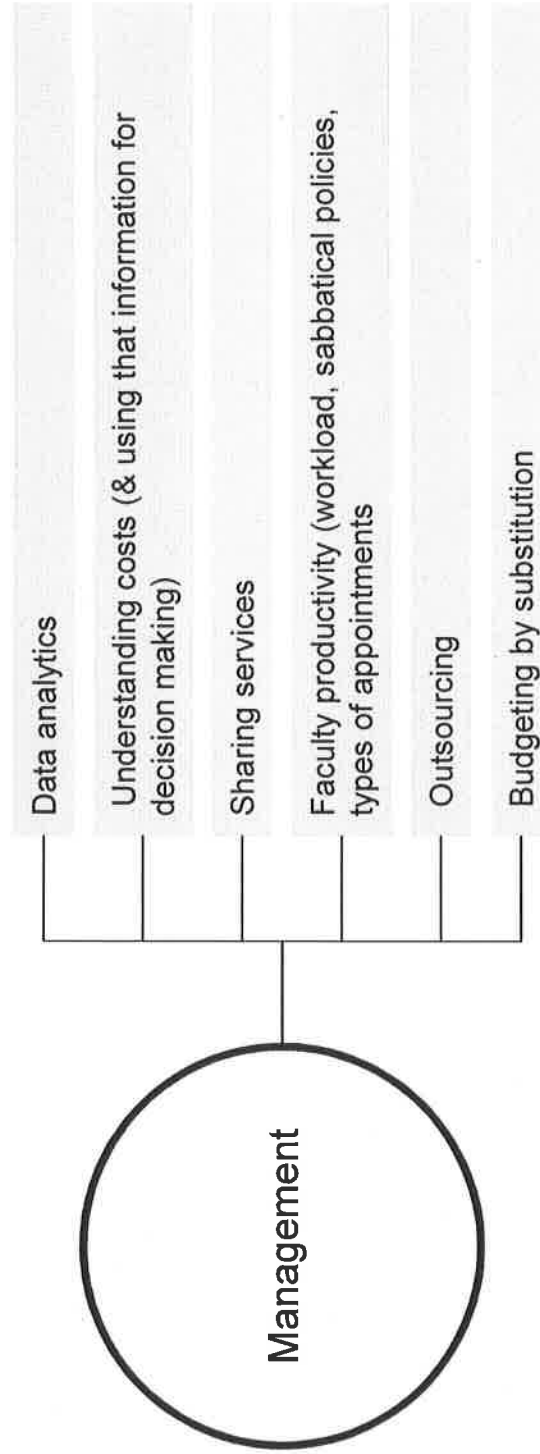 Management
Data analytics
Understanding costs (& using that information for
decision making)
Sharing services
Faculty productivity (workload, sabbatical policies,
types of appointments
Outsourcing
Budgeting by substitution